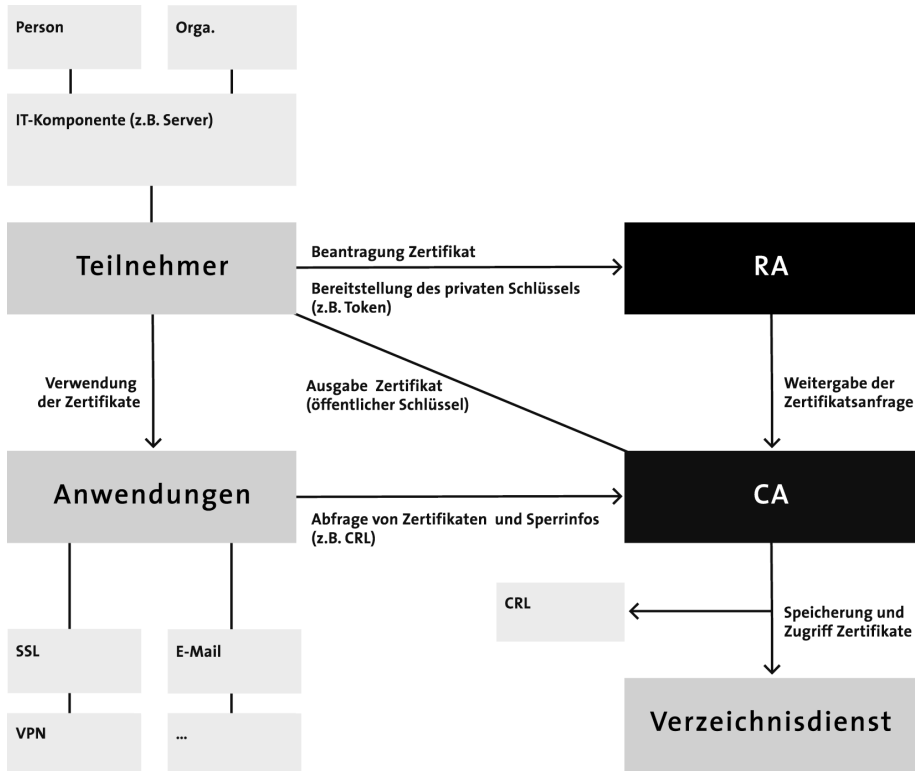 Person
Orga.
IT-Komponente (z.B. Server)
Teilnehmer
Beantragung Zertifikat
Bereitstellung des privaten Schlüssels
(z.B. Token)
RA
Verwendung
der Zertifikate
Ausgabe Zertifikat
(öffentlicher Schlüssel)
Weitergabe der
Zertifikatsanfrage
Anwendungen
Abfrage von Zertifikaten und Sperrinfos
(z.B. CRL)
CA
CRL
Speicherung und
Zugriff Zertifikate
SSL
E-Mail
VPN
...
Verzeichnisdienst